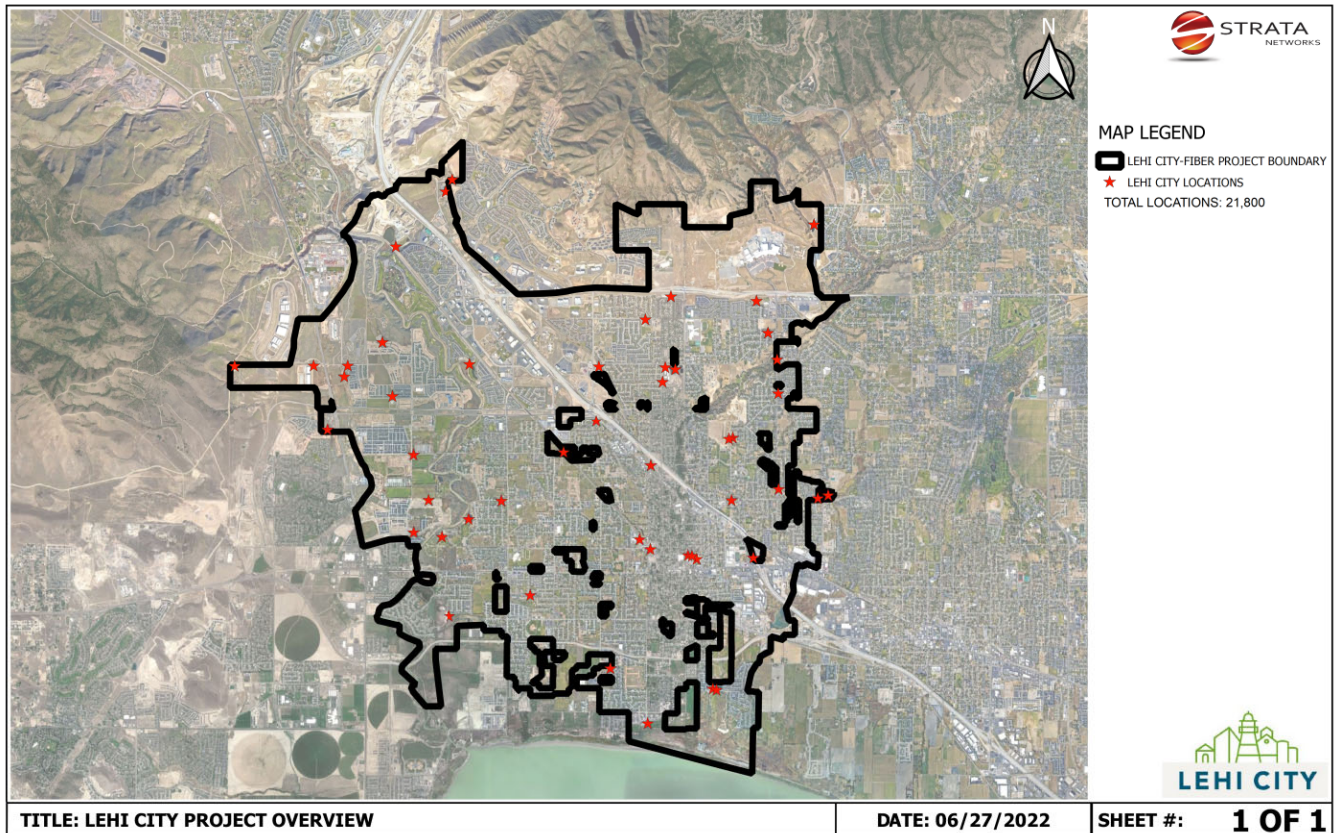 N
STRATA
NETWORKS
MAP LEGEND
LEHI CITY-FIBER PROJECT BOUNDARY
LEHI CITY LOCATIONS
TOTAL LOCATIONS: 21,800
LEHI CITY
TITLE: LEHI CITY PROJECT OVERVIEW
DATE: 06/27/2022
SHEET #: 1 OF 1